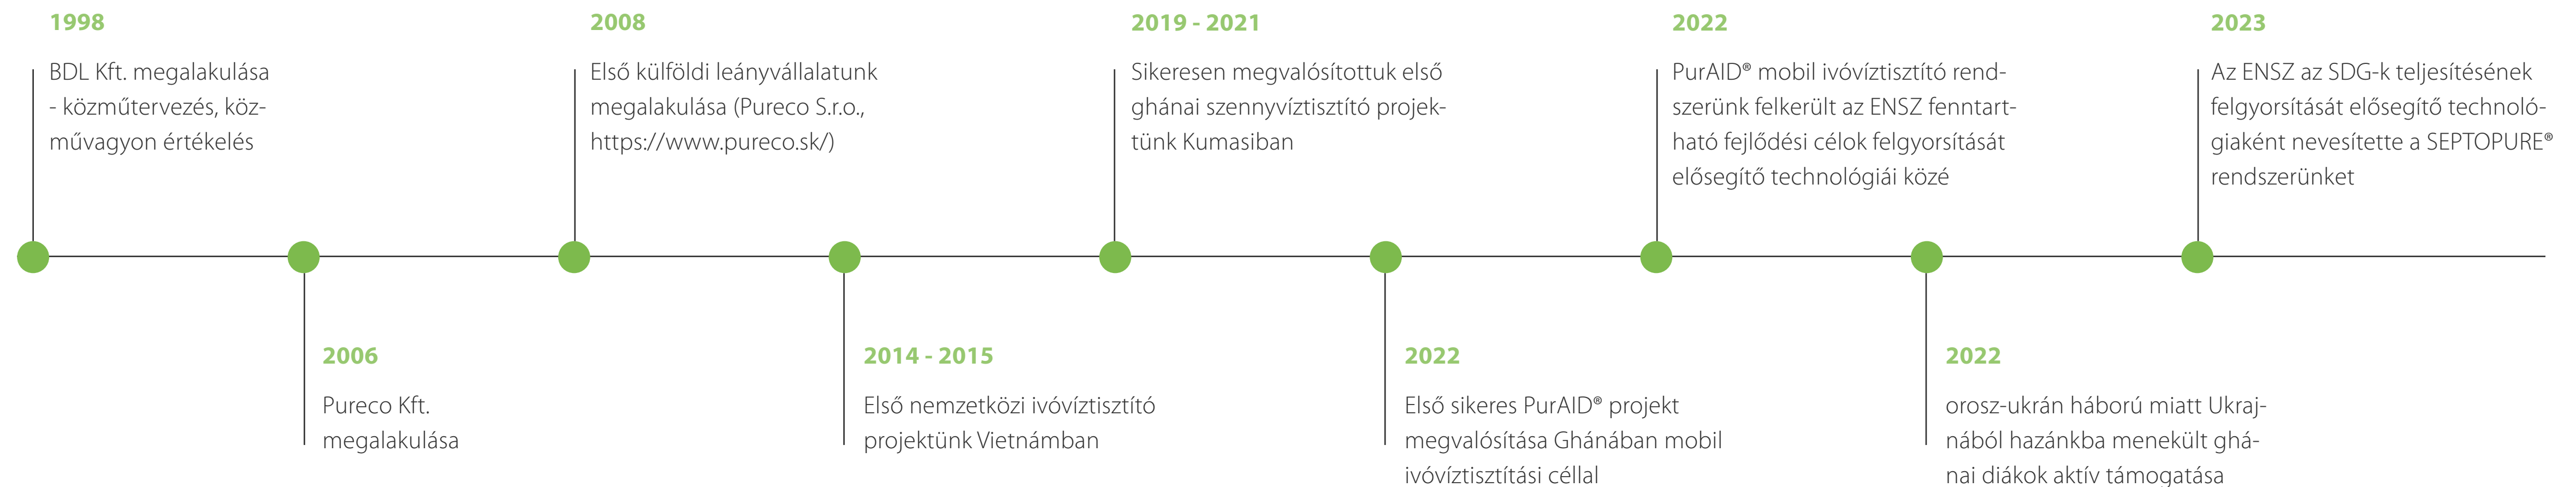 1998
BDL Kft. megalakulása
- közműtervezés, köz-
művagyon értékelés
2006
Pureco Kft.
megalakulása
2008
Első külföldi leányvállalatunk
megalakulása (Pureco S.r.o.,
https://www.pureco.sk/)
2014 - 2015
Első nemzetközi ivóvíztisztító
projektünk Vietnámban
2019 - 2021
Sikeresen megvalósítottuk első
ghánai szennyvíztisztító projek-
tünk Kumasiban
2022
Első sikeres PurAID® projekt
megvalósítása Ghánában mobil
ivóvíztisztítási céllal
2022
PurAID® mobil ivóvíztisztító rend-
szerünk felkerült az ENSZ fenntart-
ható fejlődési célok felgyorsítását
elősegítő technológiái közé
2022
orosz-ukrán háború miatt Ukraj-
nából hazánkba menekült ghá-
nai diákok aktív támogatása
2023
Az ENSZ az SDG-k teljesítésének
felgyorsítását elősegítő technoló-
giaként nevesítette a SEPTOPURE®
rendszerünket